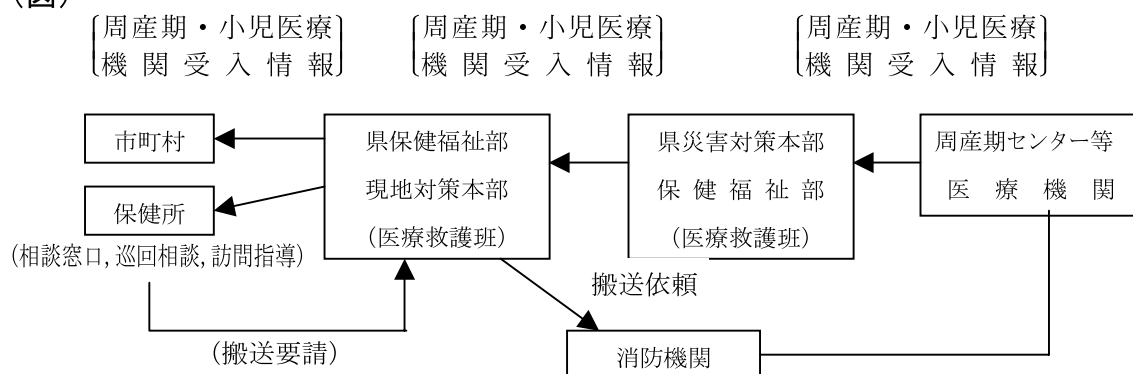 (図)
周産期・小児医療 周産期・小児医療 周産期・小児医療
機関受入情報 機関受入情報 機関受入情報
市町村
保健所
(相談窓口,巡回相談,訪問指導)
県保健福祉部
現地対策本部
(医療救護班)
県災害対策本部
保健福祉部
(医療救護班)
周産期センター等
医療機関
搬送依頼
(搬送要請)
消防機関